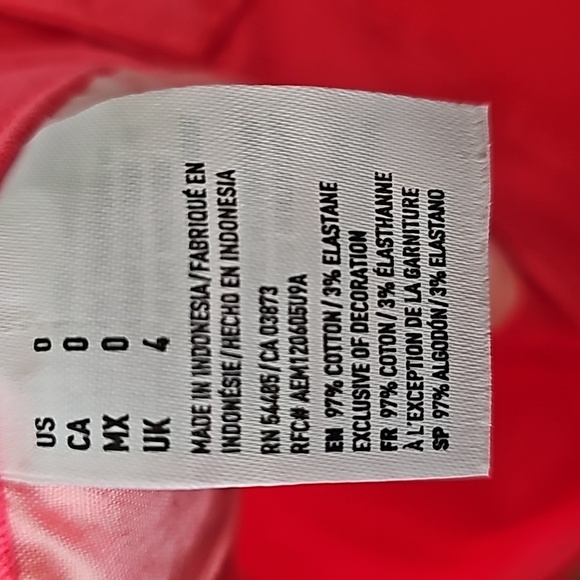 US 0
CA 0
MX 0
UK 4
MADE IN INDONESIA/FABRIQUÉ EN
INDONÉSIE/HECHO EN INDONESIA
RN 54485/CA 03873
RFC# AEM120605U9A
EN 97% COTTON/3% ELASTANE
EXCLUSIVE OF DECORATION
FR 97% COTON/3% ÉLASTHANNE
À L'EXCEPTION DE LA GARNITURE
SP 97% ALGODÓN/3% ELASTANO